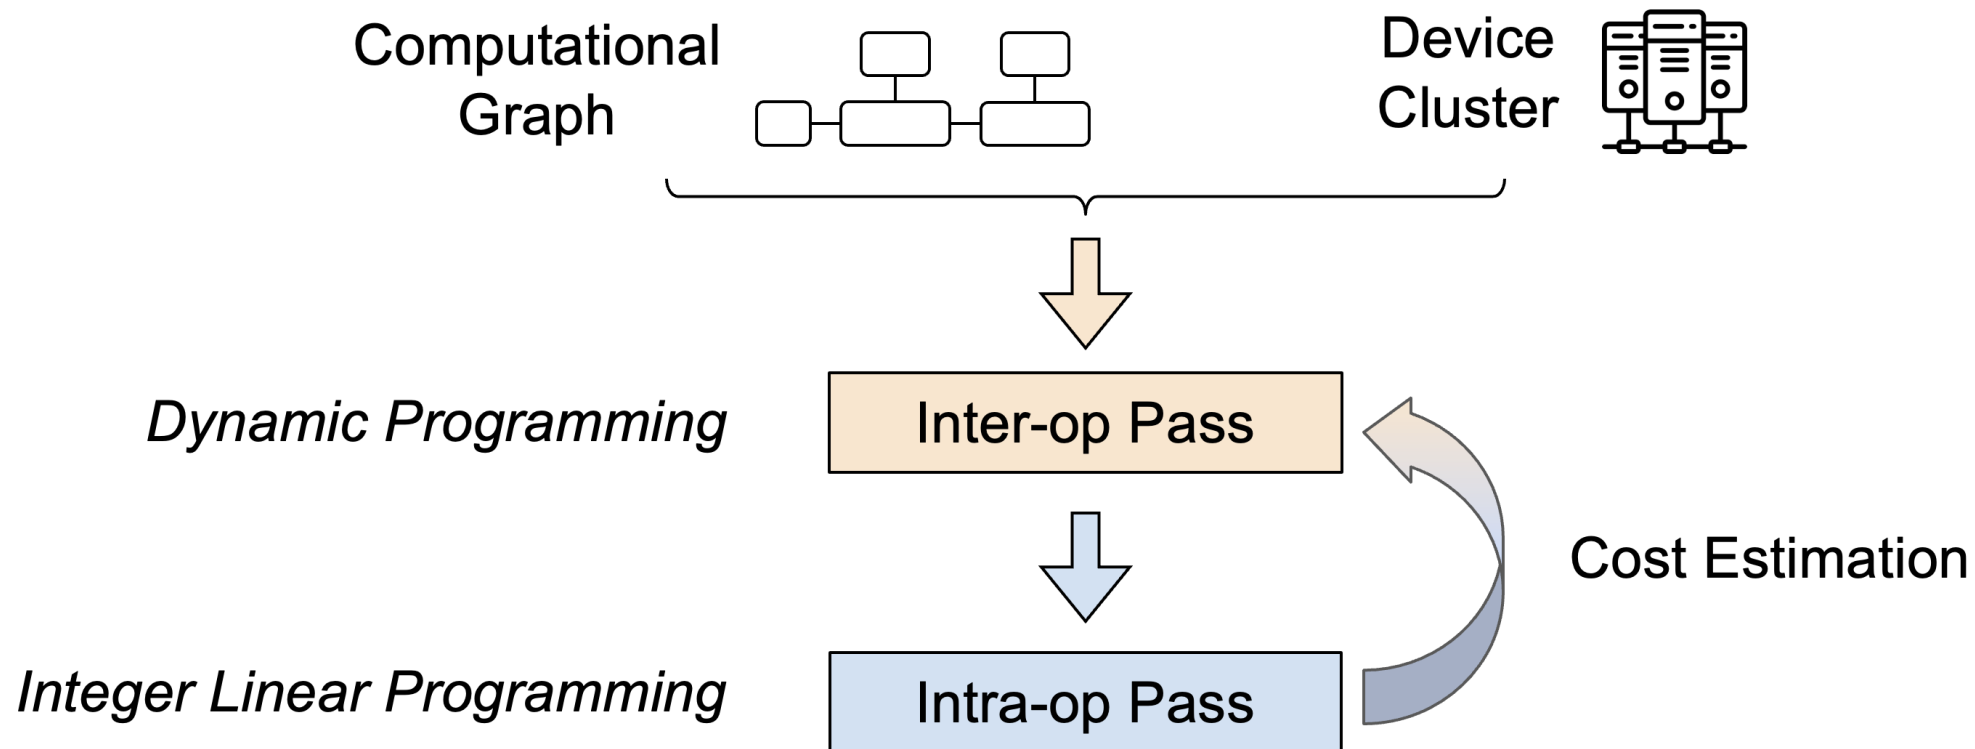 Computational
Graph
Device
Cluster
Dynamic Programming
Inter-op Pass
Cost Estimation
Integer Linear Programming
Intra-op Pass